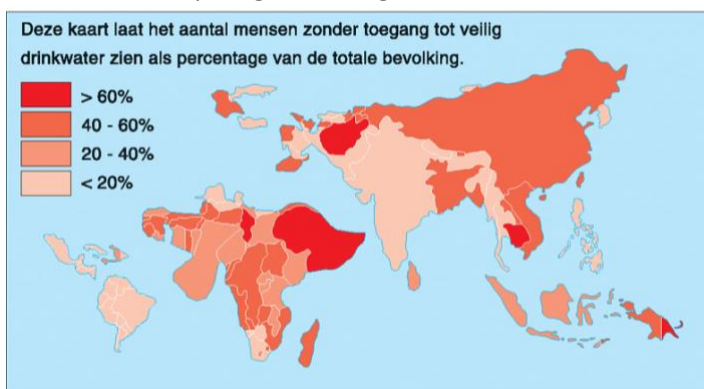 Deze kaart laat het aantal mensen zonder toegang tot veilig
drinkwater zien als percentage van de totale bevolking.
> 60%
40 - 60%
20 - 40%
< 20%